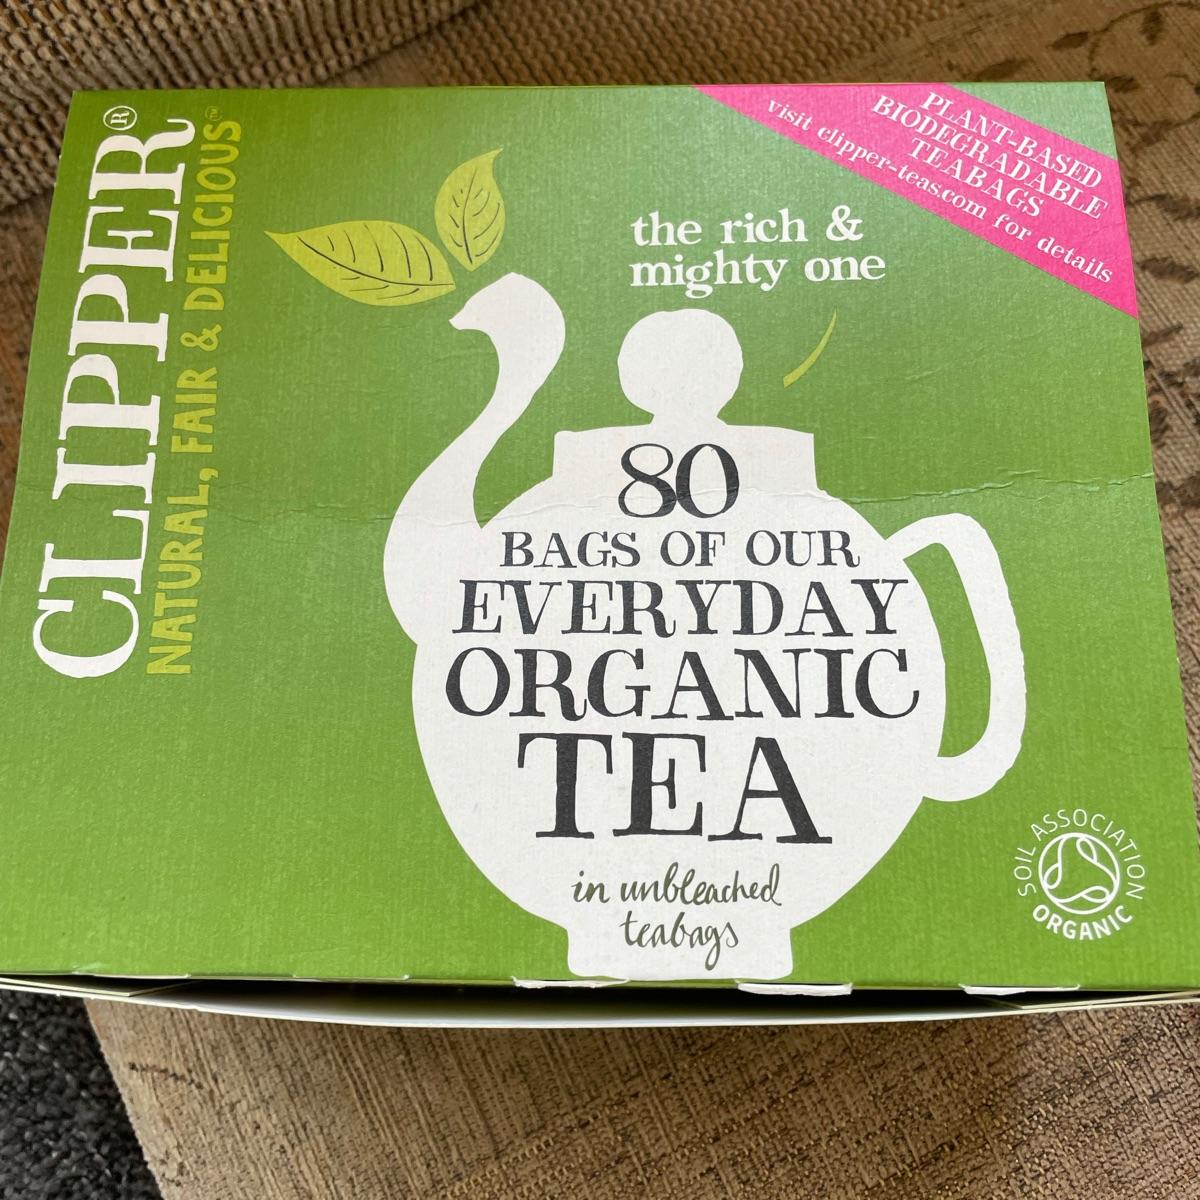 CLIPPER®
NATURAL, FAIR & DELICIOUS™
PLANT-BASED
BIODEGRADABLE
TEABAGS
visit clipper-teas.com for details
the rich &
mighty one
80
BAGS OF OUR
EVERYDAY
ORGANIC
TEA
in unbleached
teabags
SOIL ASSOCIATION
ORGANIC